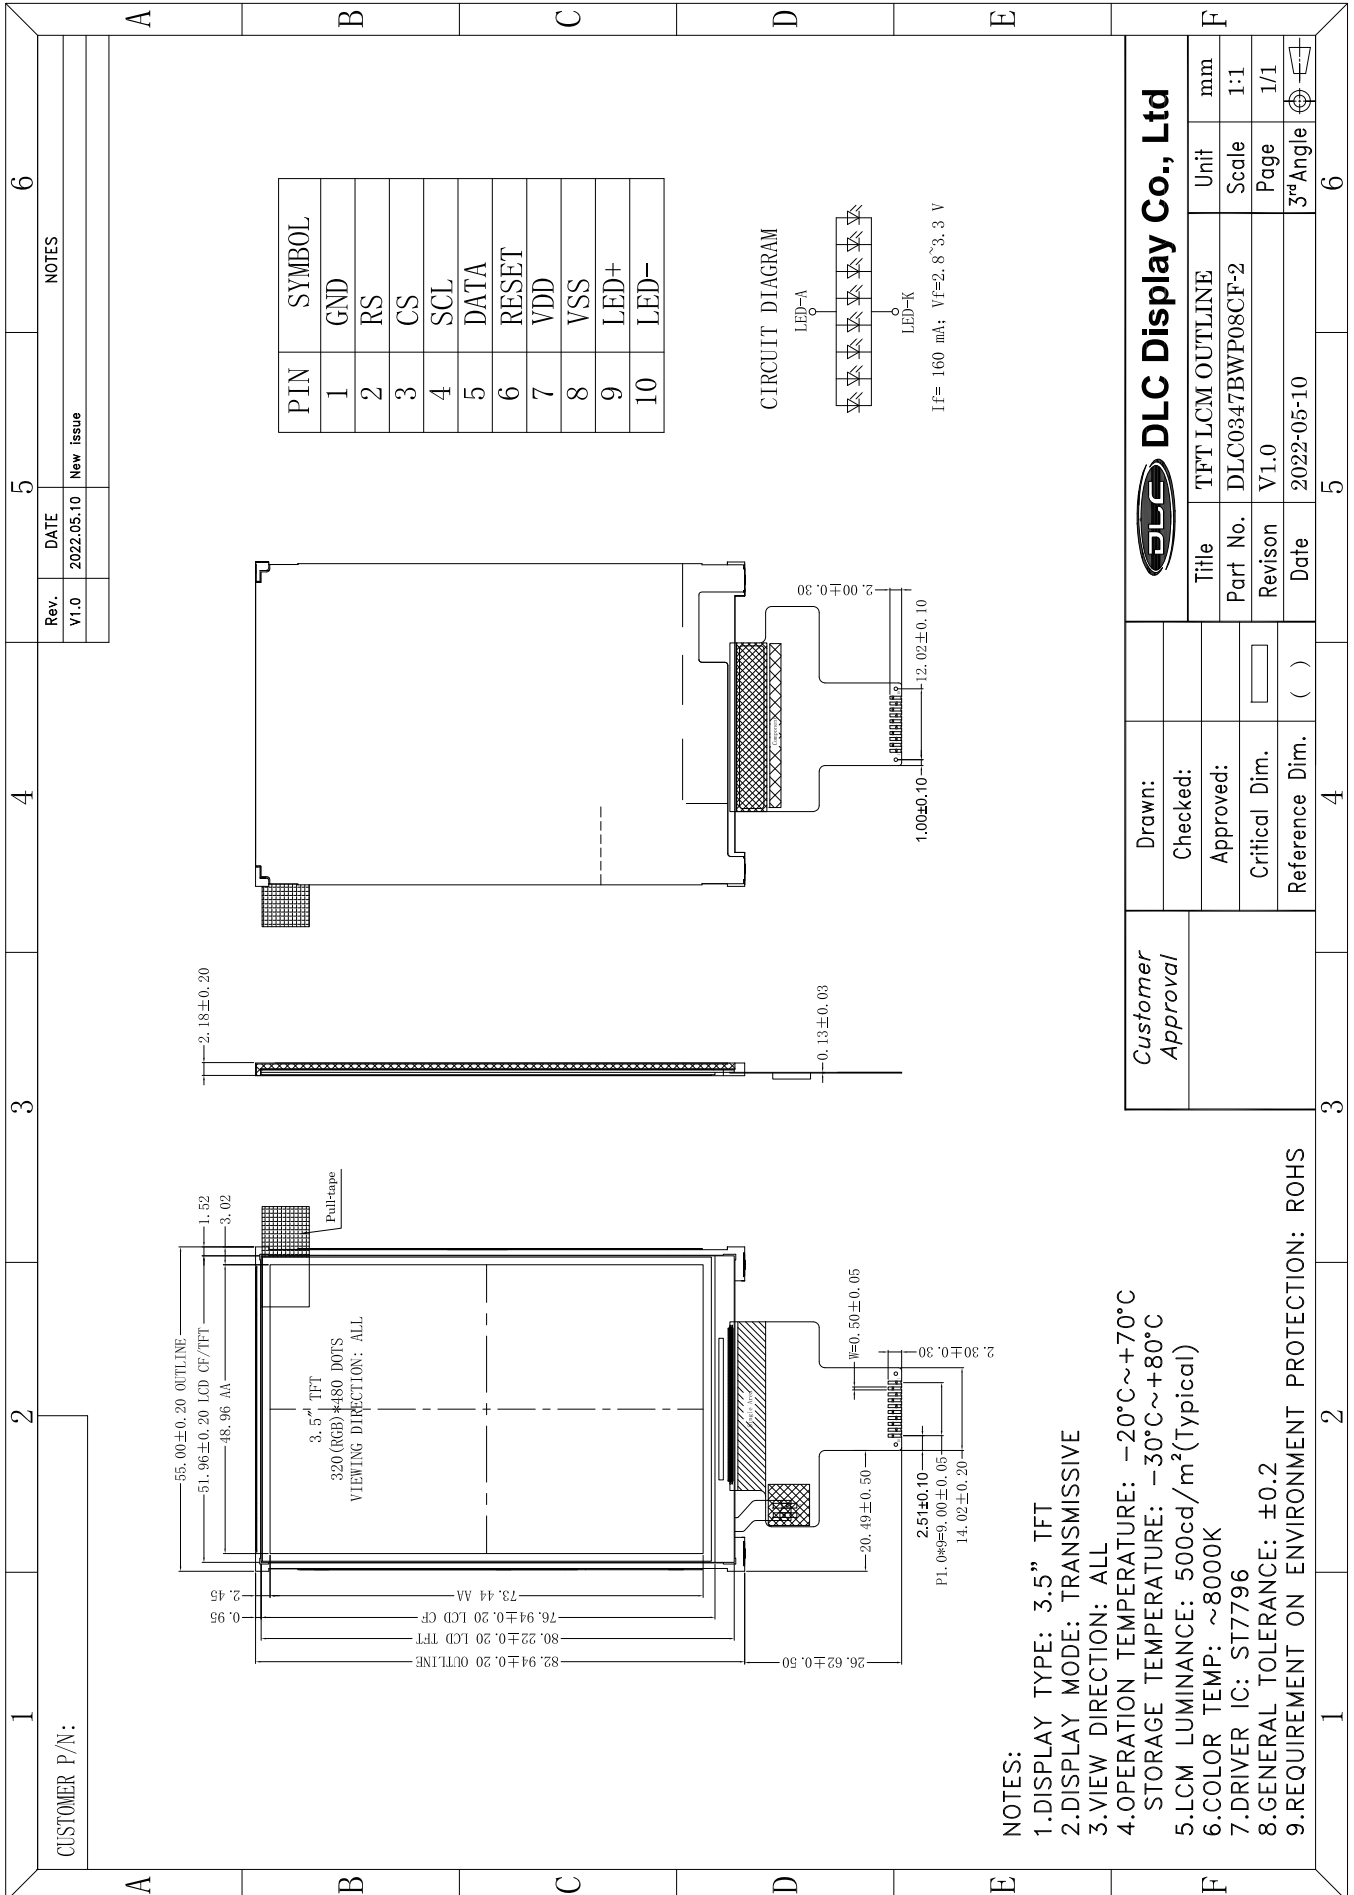 1
2
3
4
5
6
A
B
C
D
E
F
CUSTOMER P/N:
Rev.
DATE
NOTES
V1.0
2022.05.10
New issue
55.00±0.20 OUTLINE
51.96±0.20 LCD CF/TFT
48.96 AA
1.52
3.02
Pull-tape
3.5" TFT
320(RGB)*480 DOTS
VIEWING DIRECTION: ALL
2.45
0.95
73.44 AA
76.94±0.20 LCD CF
80.22±0.20 LCD TFT
82.94±0.20 OUTLINE
26.62±0.50
20.49±0.50
W=0.50±0.05
2.30±0.30
2.51±0.10
P1.0*9=9.00±0.05
14.02±0.20
2.18±0.20
0.13±0.03
2.00±0.30
12.02±0.10
1.00±0.10
PIN SYMBOL
1 GND
2 RS
3 CS
4 SCL
5 DATA
6 RESET
7 VDD
8 VSS
9 LED+
10 LED-
CIRCUIT DIAGRAM
LED-A
LED-K
If= 160 mA; Vf=2.8~3.3 V
NOTES:
1.DISPLAY TYPE: 3.5" TFT
2.DISPLAY MODE: TRANSMISSIVE
3.VIEW DIRECTION: ALL
4.OPERATION TEMPERATURE: -20°C~+70°C
STORAGE TEMPERATURE: -30°C~+80°C
5.LCM LUMINANCE: 500cd/m²(Typical)
6.COLOR TEMP: ~8000K
7.DRIVER IC: ST7796
8.GENERAL TOLERANCE: ±0.2
9.REQUIREMENT ON ENVIRONMENT PROTECTION: ROHS
Customer
Approval
Drawn:
Checked:
Approved:
Critical Dim.
Reference Dim. ( )
DLC
DLC Display Co., Ltd
Title TFT LCM OUTLINE
Unit mm
Part No. DLC0347BWP08CF-2
Scale 1:1
Revison V1.0
Page 1/1
Date 2022-05-10
3rd Angle
1
2
3
4
5
6
A
B
C
D
E
F